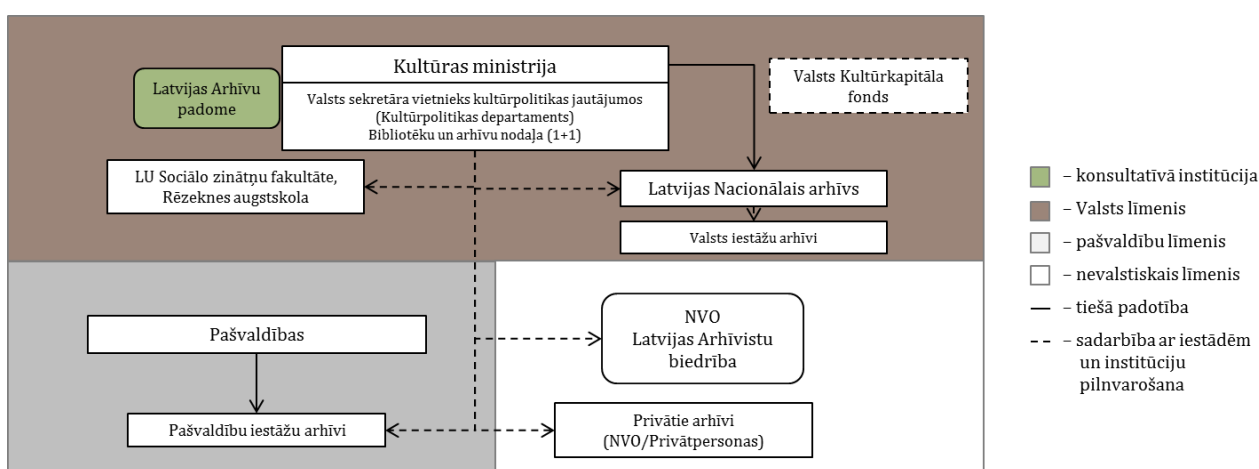 Kultūras ministrija
Latvijas Arhīvu
padome
Valsts sekretāra vietnieks kultūrpolitikas jautājumos
(Kultūrpolitikas departaments)
Bibliotēku un arhīvu nodaļa (1+1)
Valsts Kultūrkapitāla
fonds
LU Sociālo zinātņu fakultāte,
Rēzeknes augstskola
Latvijas Nacionālais arhīvs
Valsts iestāžu arhīvi
Pašvaldības
Pašvaldību iestāžu arhīvi
NVO
Latvijas Arhīvistu
biedrība
Privātie arhīvi
(NVO/Privātpersonas)
– konsultatīvā institūcija
– Valsts līmenis
– pašvaldību līmenis
– nevalstiskais līmenis
– tiešā padotība
– sadarbība ar iestādēm
un institūciju
pilnvarošana